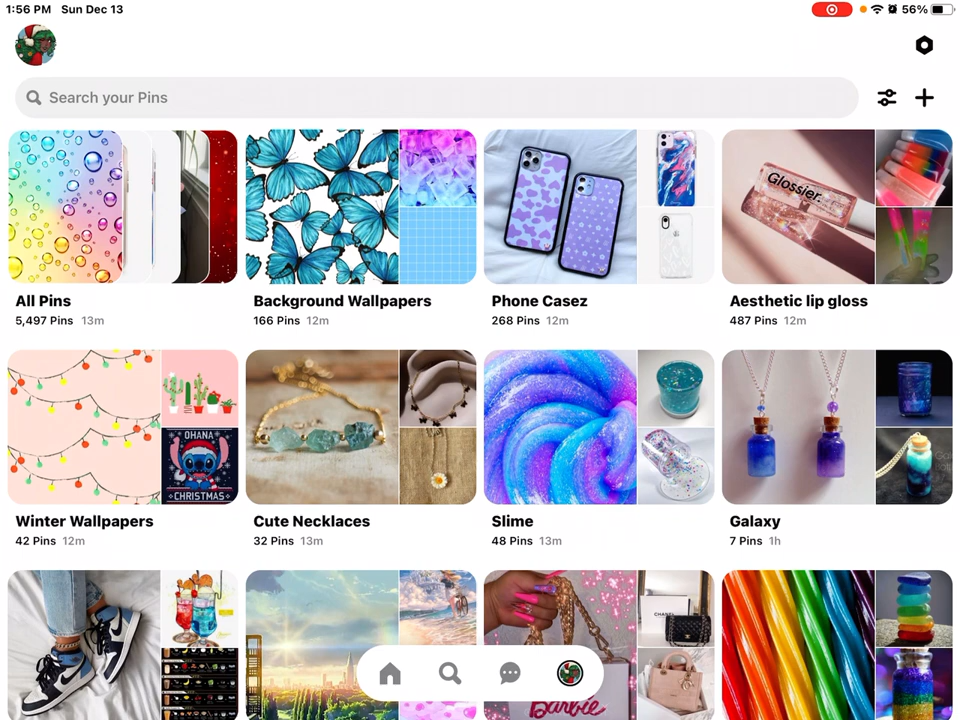 1:56 PM Sun Dec 13
56%
Search your Pins
Glossier.
All Pins
5,497 Pins 13m
Background Wallpapers
166 Pins 12m
Phone Casez
268 Pins 12m
Aesthetic lip gloss
487 Pins 12m
OHANA
CHRISTMAS
Winter Wallpapers
42 Pins 12m
Cute Necklaces
32 Pins 13m
Slime
48 Pins 13m
Galaxy
7 Pins 1h
CHANEL
Barbie